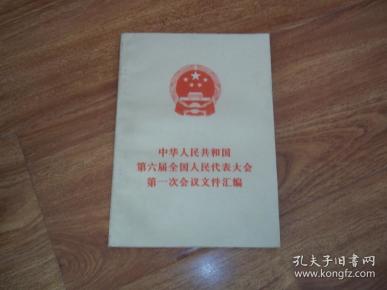 中华人民共和国
第六届全国人民代表大会
第一次会议文件汇编
孔夫子旧书网
www.kongfz.com